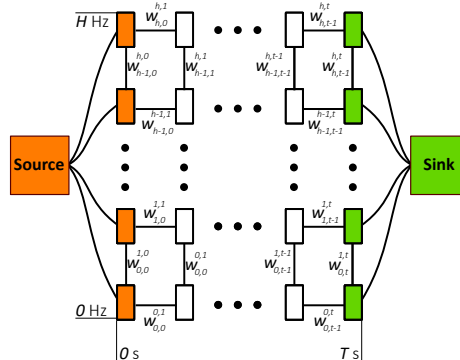 H Hz
w h,1 h,0
w h,t h,t-1
w h,0 h-1,0
w h,1 h-1,1
w h,t-1 h-1,t-1
w h,t h,t-1
w h-1,1 h-1,0
w h-1,t h-1,t-1
Source
Sink
w 1,1 1,0
w 1,t 1,t-1
w 1,0 0,0
w 0,1 0,0
w 1,t-1 0,t-1
w 1,t 0,t
0 Hz
w 0,1 0,0
w 0,t 0,t-1
0 s
T s